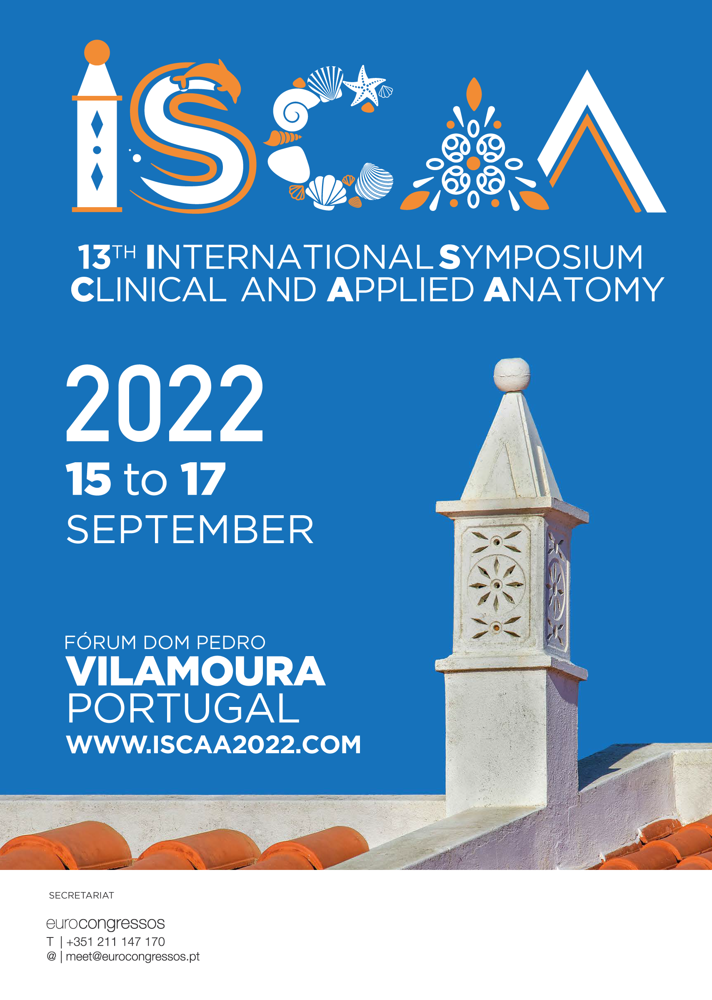 ISCAA
13TH INTERNATIONAL SYMPOSIUM
CLINICAL AND APPLIED ANATOMY
2022
15 to 17
SEPTEMBER
FÓRUM DOM PEDRO
VILAMOURA
PORTUGAL
WWW.ISCAA2022.COM
SECRETARIAT
eurocongressos
T | +351 211 147 170
@ | meet@eurocongressos.pt